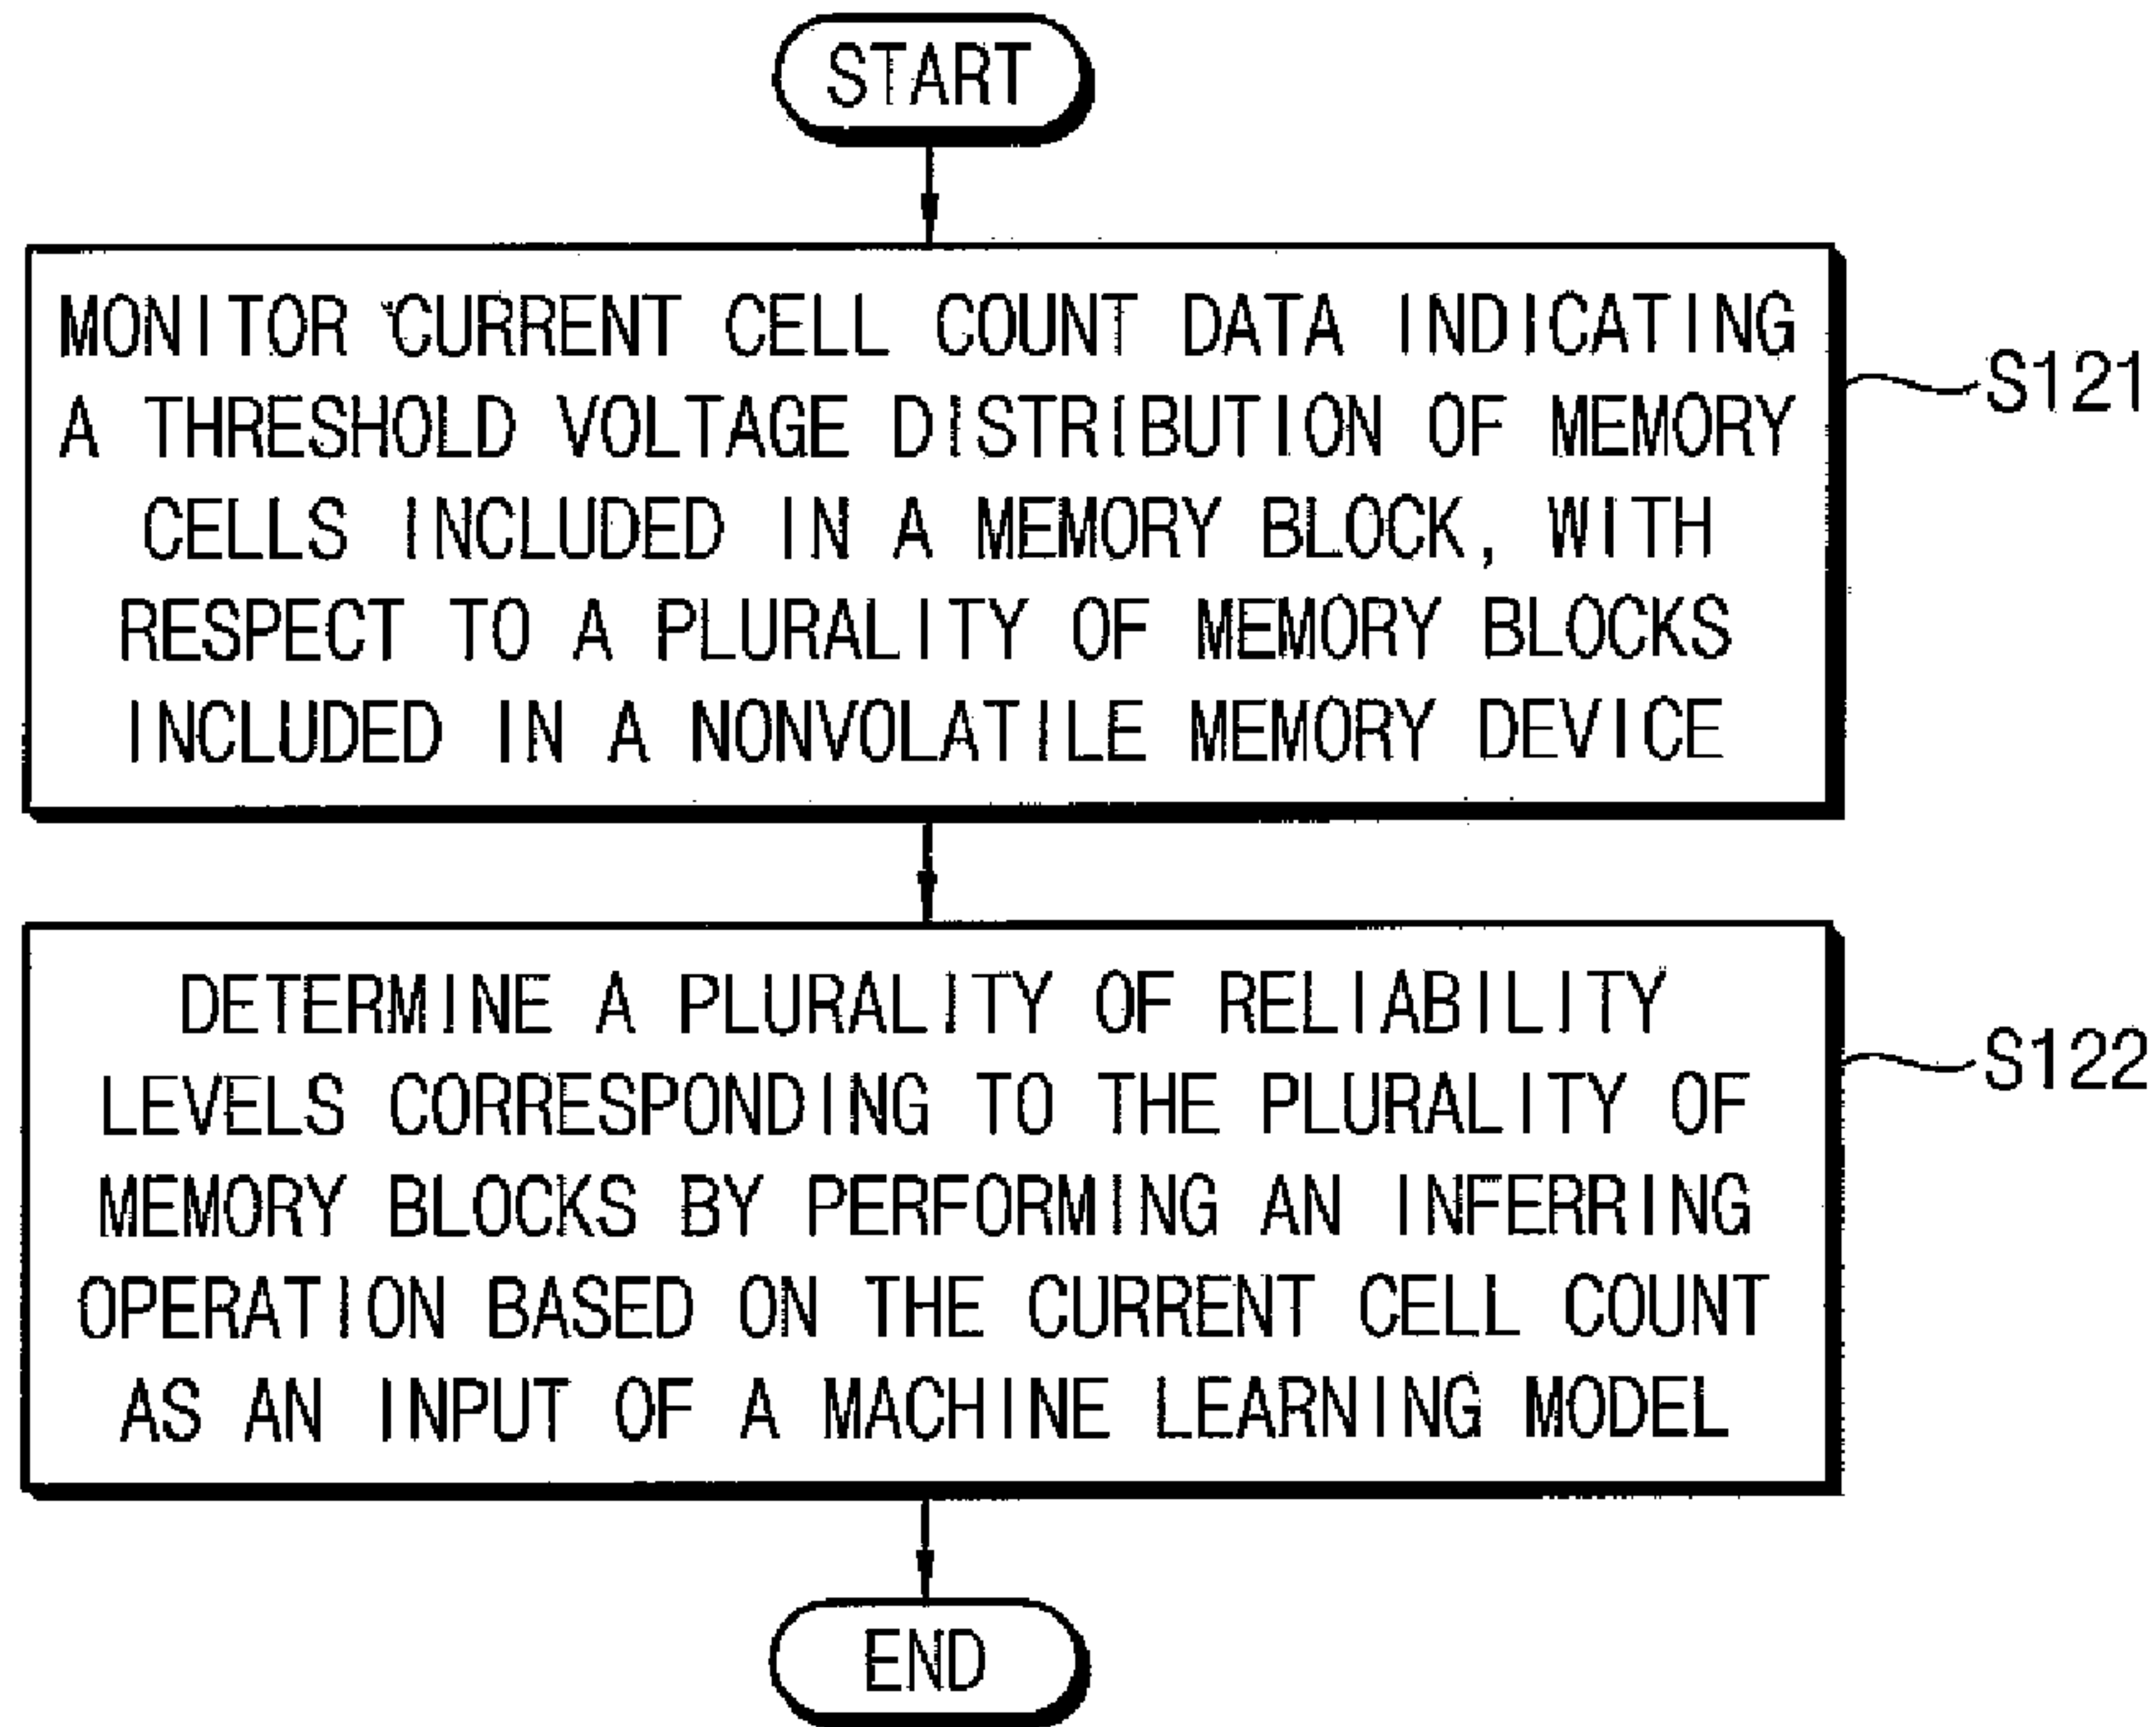 START
MONITOR CURRENT CELL COUNT DATA INDICATING
A THRESHOLD VOLTAGE DISTRIBUTION OF MEMORY
CELLS INCLUDED IN A MEMORY BLOCK, WITH
RESPECT TO A PLURALITY OF MEMORY BLOCKS
INCLUDED IN A NONVOLATILE MEMORY DEVICE
S121
DETERMINE A PLURALITY OF RELIABILITY
LEVELS CORRESPONDING TO THE PLURALITY OF
MEMORY BLOCKS BY PERFORMING AN INFERRING
OPERATION BASED ON THE CURRENT CELL COUNT
AS AN INPUT OF A MACHINE LEARNING MODEL
S122
END